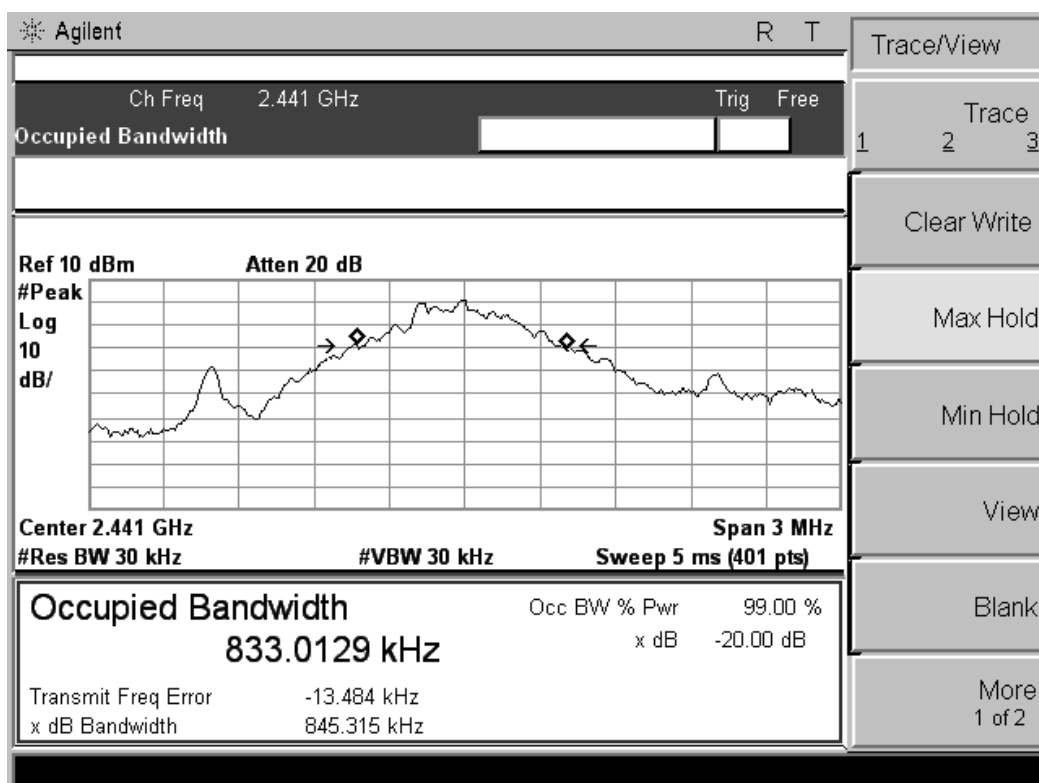 Agilent R T
Ch Freq 2.441 GHz Trig Free
Occupied Bandwidth
Ref 10 dBm Atten 20 dB
#Peak
Log
10
dB/
Center 2.441 GHz Span 3 MHz
#Res BW 30 kHz #VBW 30 kHz Sweep 5 ms (401 pts)
Occupied Bandwidth Occ BW % Pwr 99.00 %
833.0129 kHz x dB -20.00 dB
Transmit Freq Error -13.484 kHz
x dB Bandwidth 845.315 kHz
Trace/View
Trace
1 2 3
Clear Write
Max Hold
Min Hold
View
Blank
More
1 of 2